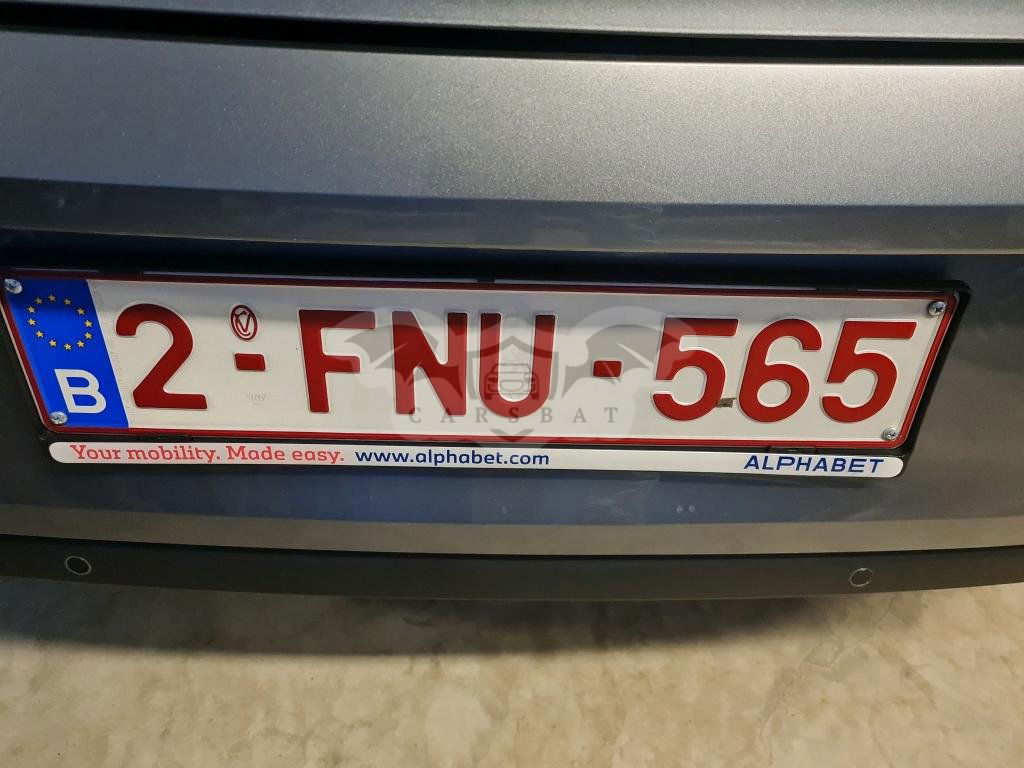 B 2-FNU-565
CARSBAT
Your mobility. Made easy. www.alphabet.com ALPHABET